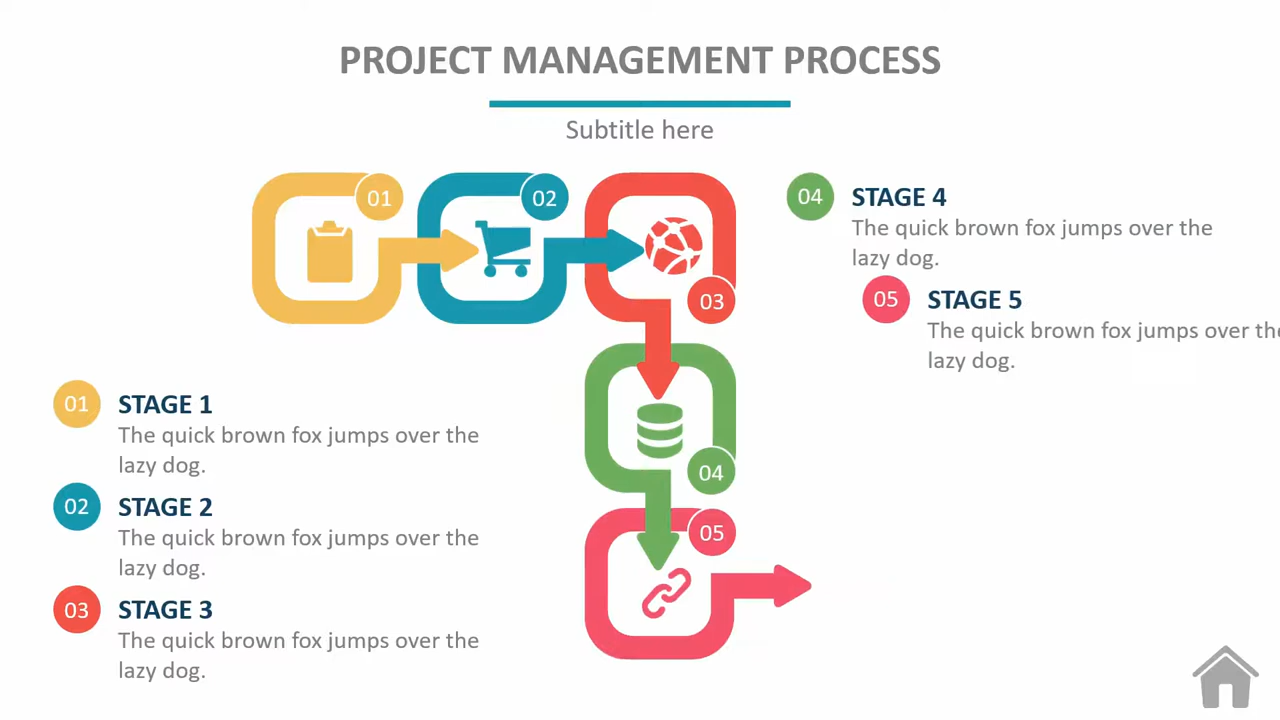 PROJECT MANAGEMENT PROCESS
Subtitle here
01
02
03
04
05
01
STAGE 1
The quick brown fox jumps over the
lazy dog.
02
STAGE 2
The quick brown fox jumps over the
lazy dog.
03
STAGE 3
The quick brown fox jumps over the
lazy dog.
04
STAGE 4
The quick brown fox jumps over the
lazy dog.
05
STAGE 5
The quick brown fox jumps over the
lazy dog.